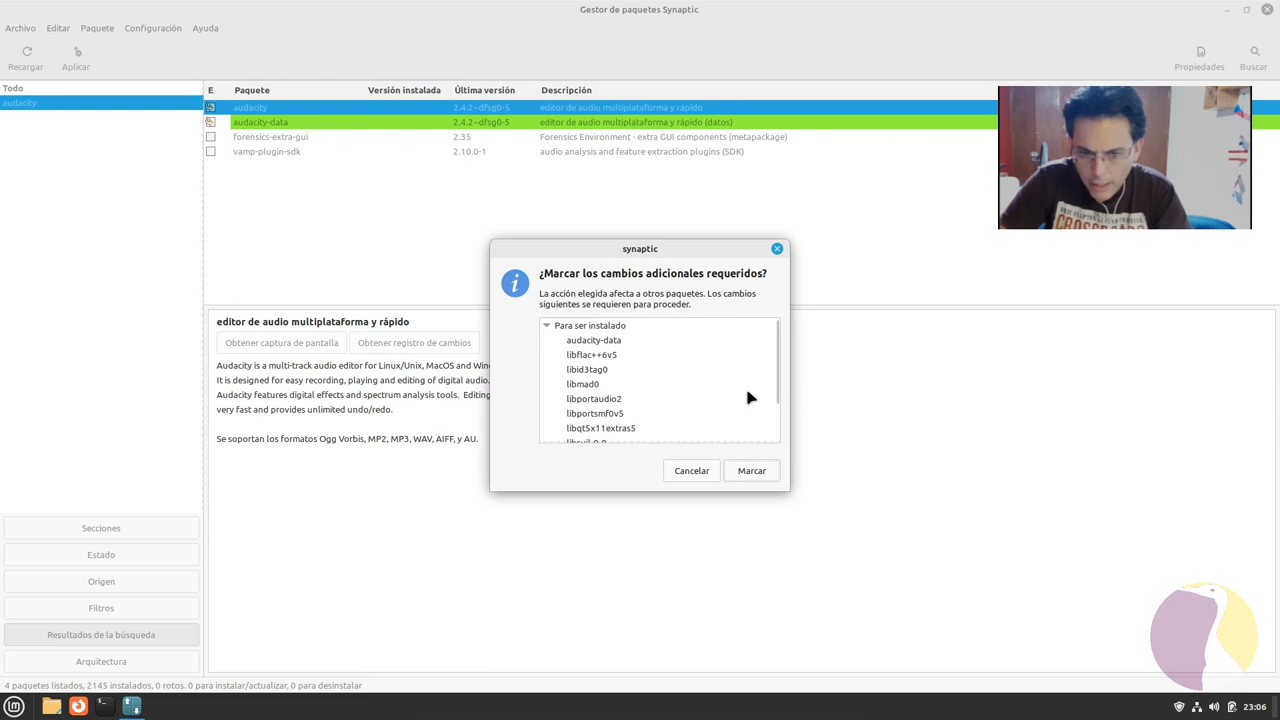 Gestor de paquetes Synaptic
Archivo Editar Paquete Configuración Ayuda
Recargar Aplicar Propiedades Buscar
Todo
audacity
E Paquete Versión instalada Última versión Descripción
audacity 2.4.2~dfsg0-5 editor de audio multiplataforma y rápido
audacity-data 2.4.2~dfsg0-5 editor de audio multiplataforma y rápido (datos)
forensics-extra-gui 2.35 Forensics Environment - extra GUI components (metapackage)
vamp-plugin-sdk 2.10.0-1 audio analysis and feature extraction plugins (SDK)
synaptic
¿Marcar los cambios adicionales requeridos?
La acción elegida afecta a otros paquetes. Los cambios
siguientes se requieren para proceder.
Para ser instalado
audacity-data
libflac++6v5
libid3tag0
libmad0
libportaudio2
libportsmf0v5
libqt5x11extras5
Cancelar Marcar
editor de audio multiplataforma y rápido
Obtener captura de pantalla Obtener registro de cambios
Audacity is a multi-track audio editor for Linux/Unix, MacOS and
It is designed for easy recording, playing and editing of digital audio.
Audacity features digital effects and spectrum analysis tools. Editing
very fast and provides unlimited undo/redo.
Se soportan los formatos Ogg Vorbis, MP2, MP3, WAV, AIFF, y AU.
Secciones
Estado
Origen
Filtros
Resultados de la búsqueda
Arquitectura
4 paquetes listados, 2145 instalados, 0 rotos. 0 para instalar/actualizar, 0 para desinstalar
23:06